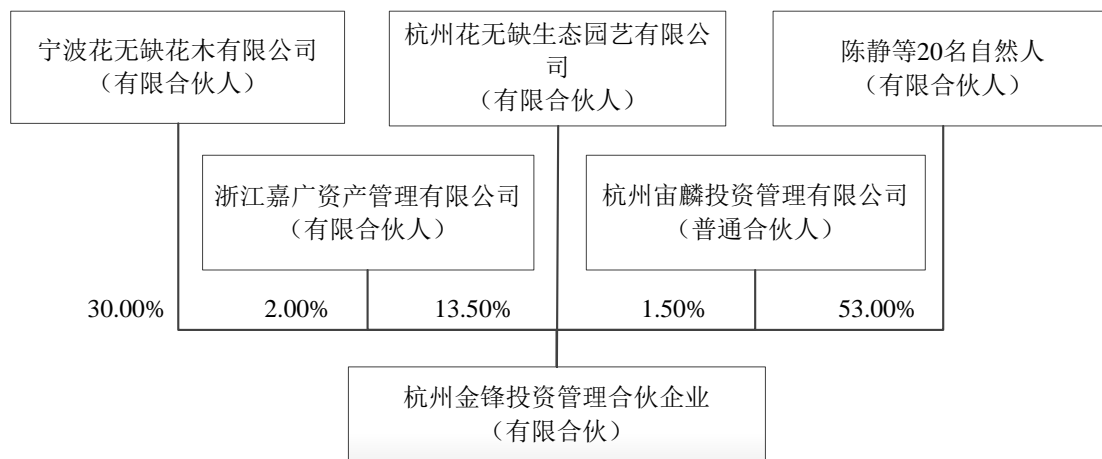 宁波花无缺花木有限公司
（有限合伙人）
杭州花无缺生态园艺有限公
司
（有限合伙人）
陈静等20名自然人
（有限合伙人）
浙江嘉广资产管理有限公司
（有限合伙人）
杭州宙麟投资管理有限公司
（普通合伙人）
30.00%
2.00%
13.50%
1.50%
53.00%
杭州金锋投资管理合伙企业
（有限合伙）